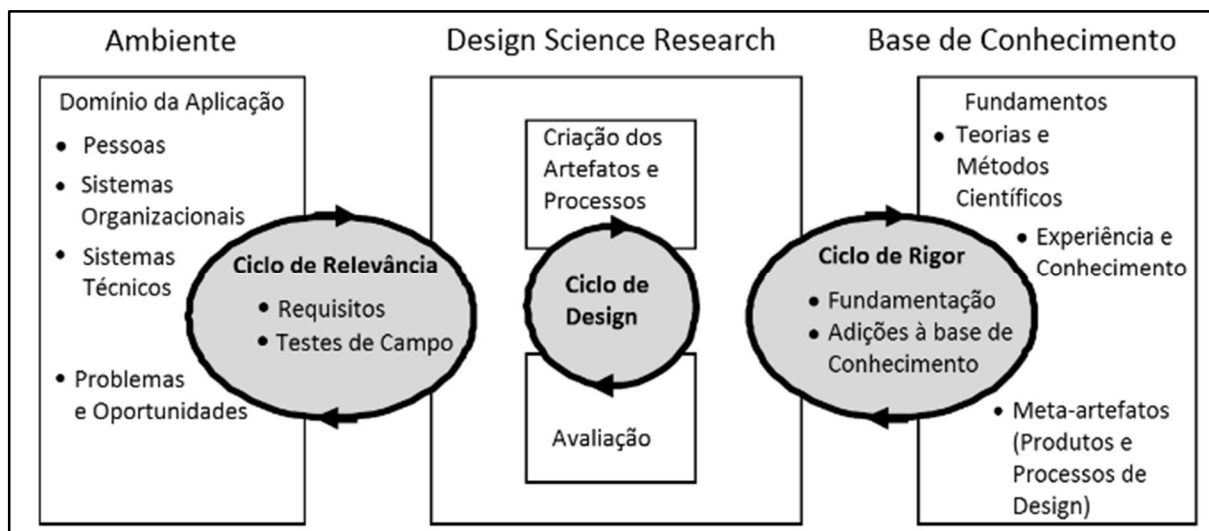 Ambiente
Domínio da Aplicação
• Pessoas
• Sistemas
Organizacionais
• Sistemas
Técnicos
• Problemas
e Oportunidades
Ciclo de Relevância
• Requisitos
• Testes de Campo
Design Science Research
Criação dos
Artefatos e
Processos
Ciclo de
Design
Avaliação
Base de Conhecimento
Fundamentos
• Teorias e
Métodos
Científicos
• Experiência e
Conhecimento
Ciclo de Rigor
• Fundamentação
• Adições à base de
Conhecimento
• Meta-artefatos
(Produtos e
Processos de
Design)